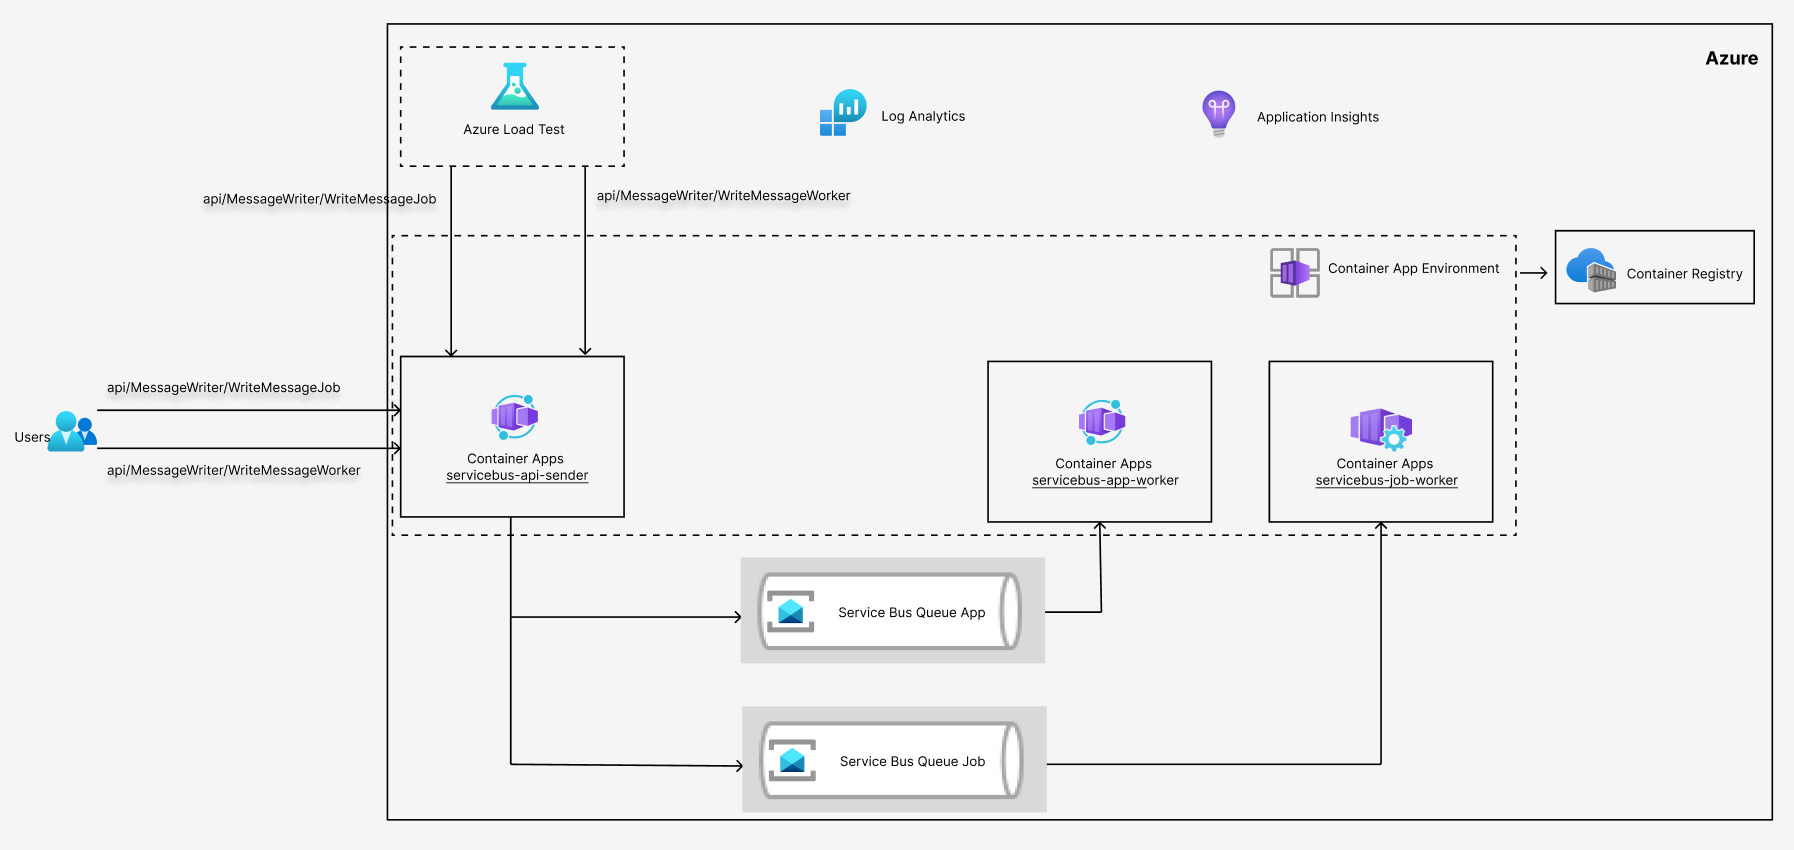 Azure
Azure Load Test
Log Analytics
Application Insights
api/MessageWriter/WriteMessageJob
api/MessageWriter/WriteMessageWorker
Container App Environment
Container Registry
api/MessageWriter/WriteMessageJob
Users
api/MessageWriter/WriteMessageWorker
Container Apps
servicebus-api-sender
Container Apps
servicebus-app-worker
Container Apps
servicebus-job-worker
Service Bus Queue App
Service Bus Queue Job